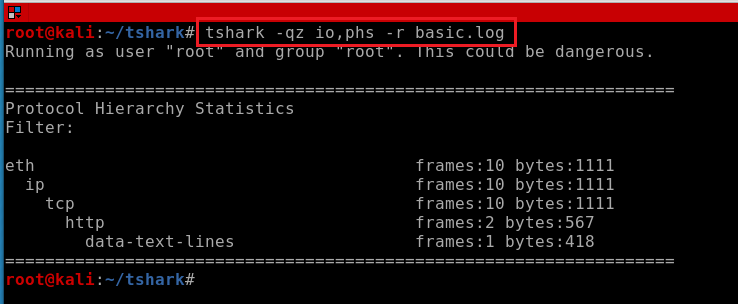 root@kali:~/tshark# tshark -qz io,phs -r basic.log
Running as user "root" and group "root". This could be dangerous.
===================================================================
Protocol Hierarchy Statistics
Filter:
eth                                      frames:10 bytes:1111
  ip                                     frames:10 bytes:1111
    tcp                                  frames:10 bytes:1111
      http                               frames:2 bytes:567
        data-text-lines                  frames:1 bytes:418
===================================================================
root@kali:~/tshark#